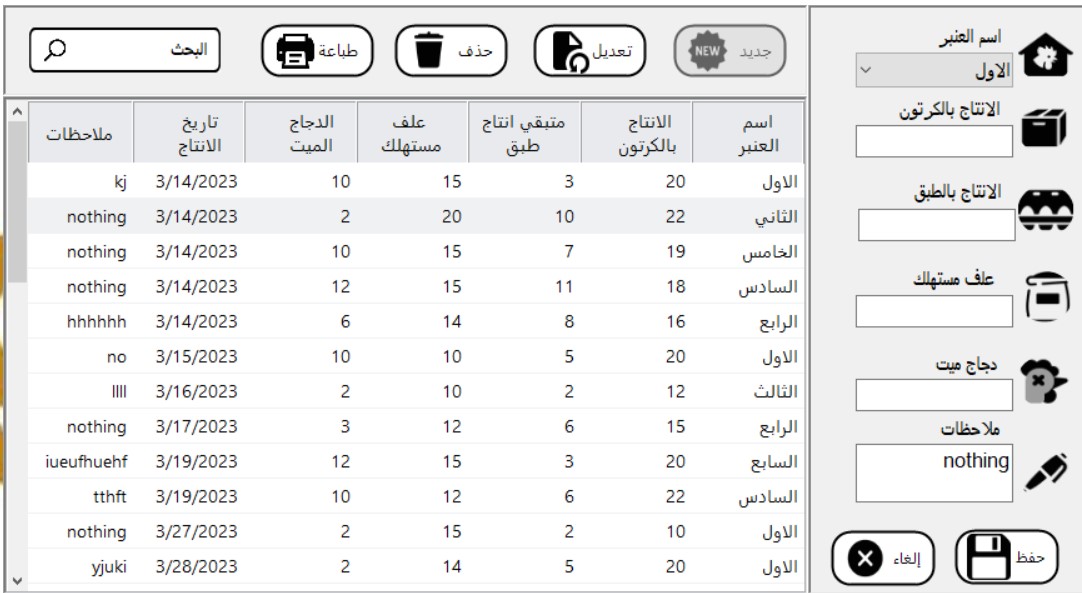 جديد NEW تعديل حذف طباعة البحث
اسم العنبر
الاول
الانتاج بالكرتون
الانتاج بالطبق
علف مستهلك
دجاج ميت
ملاحظات
nothing
حفظ إلغاء
اسم العنبر الانتاج بالكرتون متبقي انتاج طبق علف مستهلك الدجاج الميت تاريخ الانتاج ملاحظات
الاول 20 3 15 10 3/14/2023 kj
الثاني 22 10 20 2 3/14/2023 nothing
الخامس 19 7 15 10 3/14/2023 nothing
السادس 18 11 15 12 3/14/2023 nothing
الرابع 16 8 14 6 3/14/2023 hhhhhh
الاول 20 5 10 10 3/15/2023 no
الثالث 12 2 10 2 3/16/2023 llll
الرابع 15 6 12 3 3/17/2023 nothing
السابع 20 3 15 12 3/19/2023 iueufhuehf
السادس 22 6 12 10 3/19/2023 tthft
الاول 10 2 15 2 3/27/2023 nothing
الاول 20 5 14 2 3/28/2023 yjuki